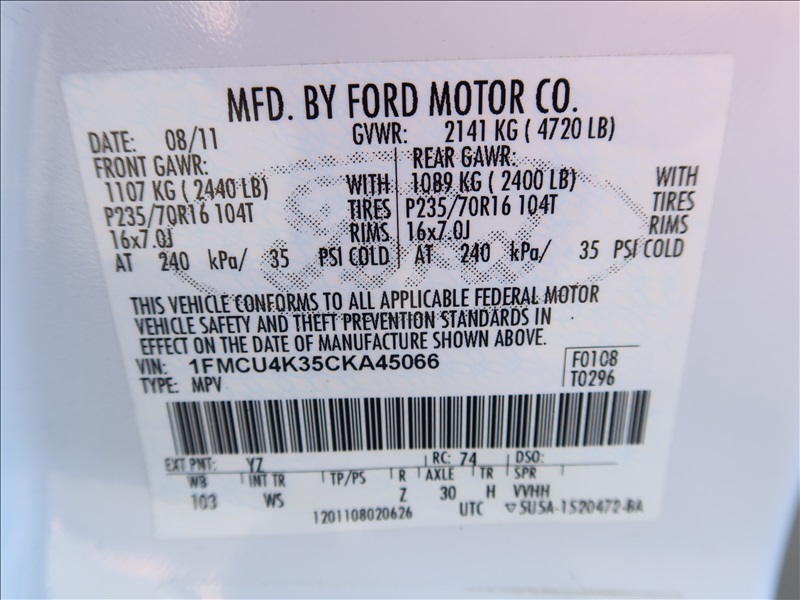 MFD. BY FORD MOTOR CO.
DATE: 08/11 GVWR: 2141 KG ( 4720 LB)
FRONT GAWR: REAR GAWR:
1107 KG ( 2440 LB) WITH 1089 KG ( 2400 LB) WITH
P235/70R16 104T TIRES P235/70R16 104T TIRES
16x7.0J RIMS 16x7.0J RIMS
AT 240 kPa/ 35 PSI COLD AT 240 kPa/ 35 PSI COLD
THIS VEHICLE CONFORMS TO ALL APPLICABLE FEDERAL MOTOR
VEHICLE SAFETY AND THEFT PREVENTION STANDARDS IN
EFFECT ON THE DATE OF MANUFACTURE SHOWN ABOVE.
VIN: 1FMCU4K35CKA45066 F0108
TYPE: MPV T0296
EXT PNT: YZ RC: 74 DSO:
WB INT TR TP/PS R AXLE TR SPR
103 WS Z 30 H VVHH
1201108020626 UTC ▽5U5A-1520472-BA